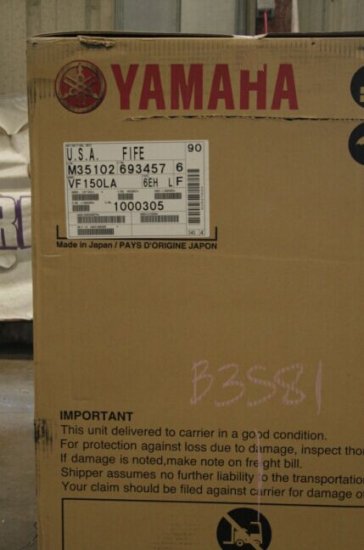 YAMAHA
U.S.A. FIFE
90
M35102 693457 6
VF150LA 6EH L F
1000305
Made in Japan / PAYS D'ORIGINE JAPON
B3S81
IMPORTANT
This unit delivered to carrier in a good condition.
For protection against loss due to damage, inspect
If damage is noted,make note on freight bill.
Shipper assumes no further liability to the transportatio
Your claim should be filed against carrier for damage o